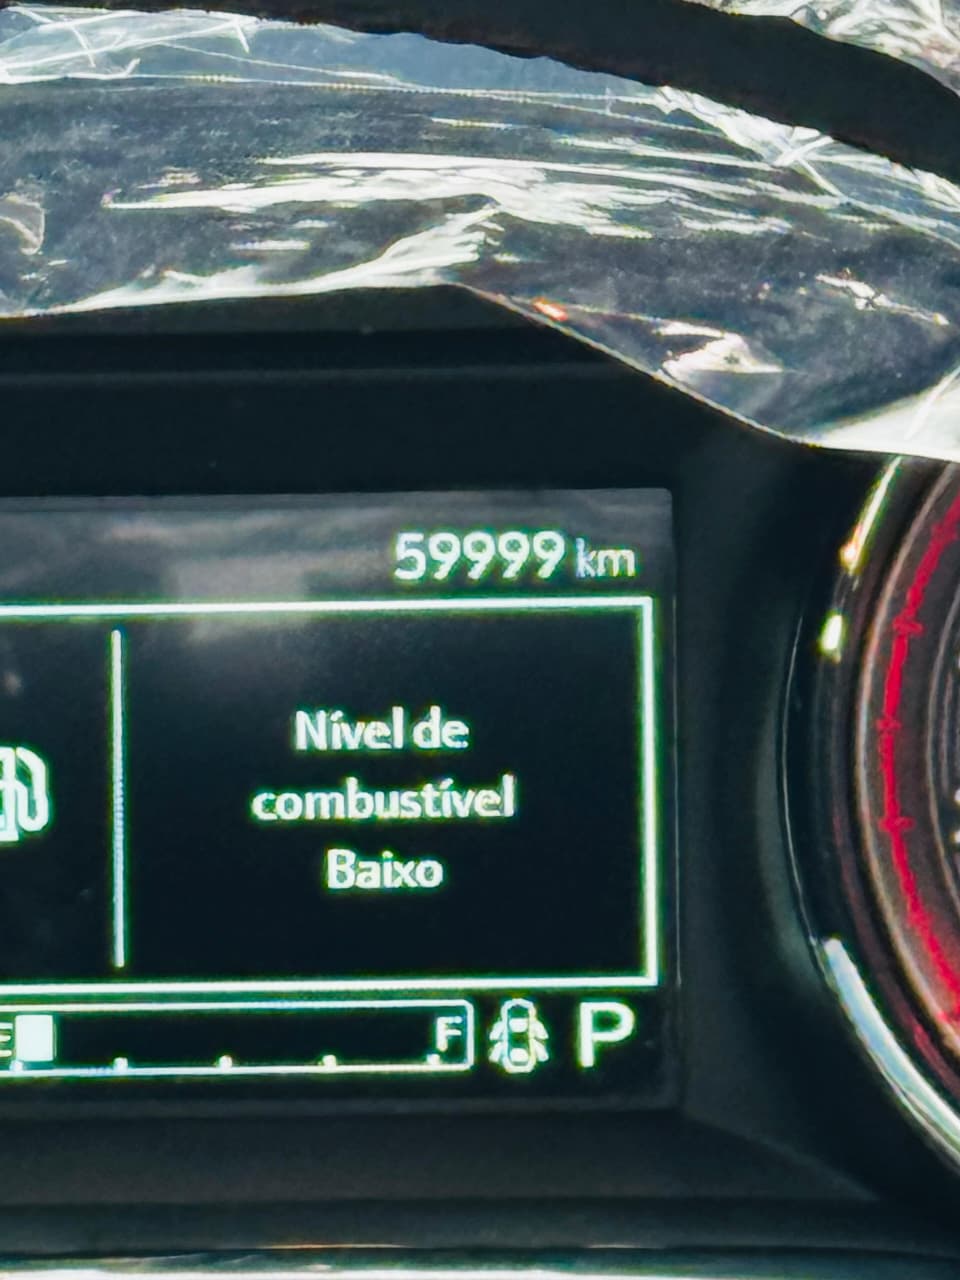 59999 km
Nível de
combustível
Baixo
E F P